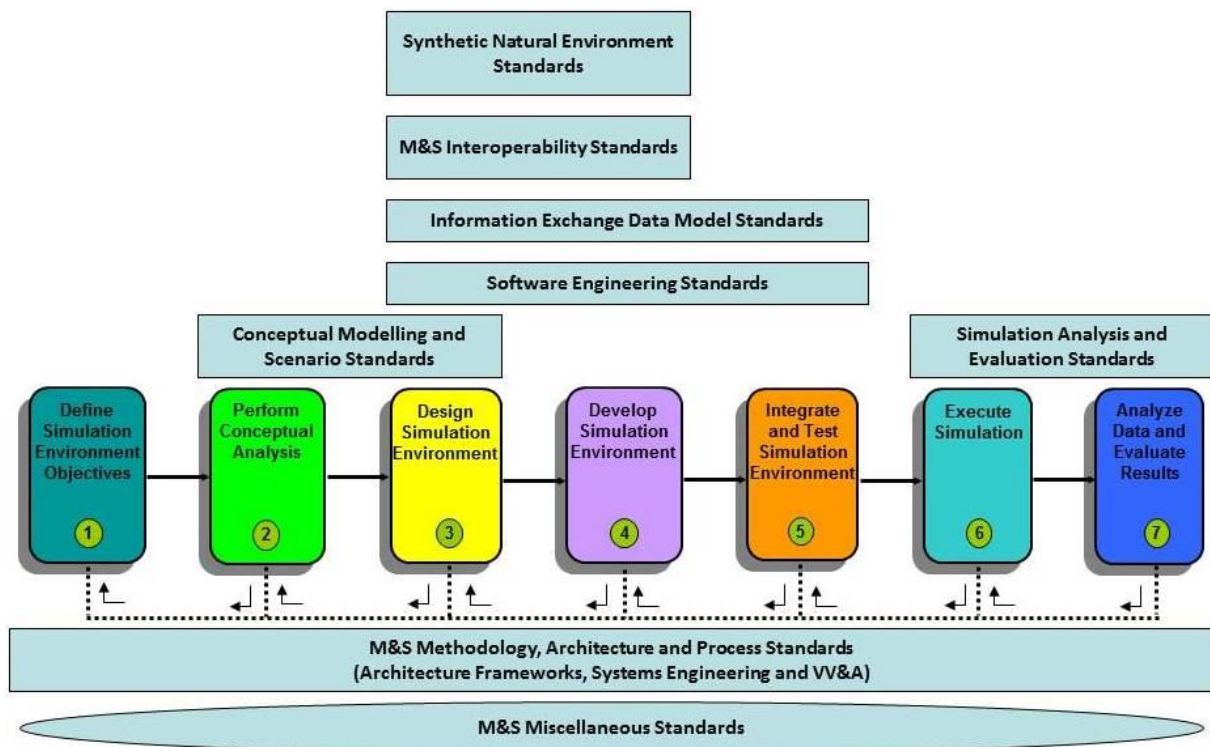 Synthetic Natural Environment
Standards
M&S Interoperability Standards
Information Exchange Data Model Standards
Software Engineering Standards
Conceptual Modelling and
Scenario Standards
Simulation Analysis and
Evaluation Standards
Define
Simulation
Environment
Objectives
1
Perform
Conceptual
Analysis
2
Design
Simulation
Environment
3
Develop
Simulation
Environment
4
Integrate
and Test
Simulation
Environment
5
Execute
Simulation
6
Analyze
Data and
Evaluate
Results
7
M&S Methodology, Architecture and Process Standards
(Architecture Frameworks, Systems Engineering and VV&A)
M&S Miscellaneous Standards